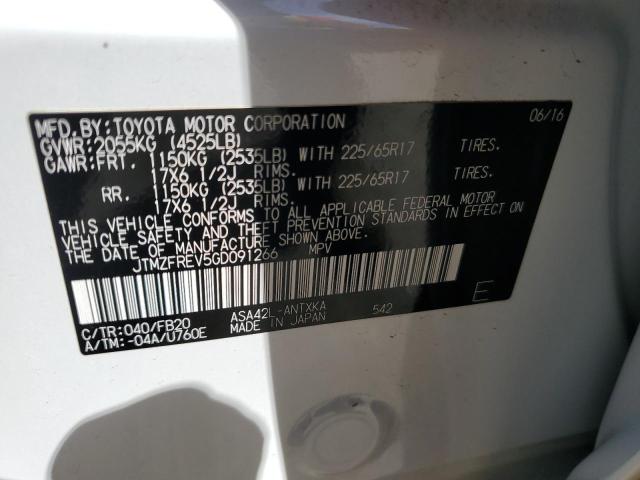 MFD.BY:TOYOTA MOTOR CORPORATION 06/16
GVWR:2055KG (4525LB)
GAWR:FRT. 1150KG (2535LB) WITH 225/65R17 TIRES.
17X6 1/2J RIMS.
RR. 1150KG (2535LB) WITH 225/65R17 TIRES.
17X6 1/2J RIMS.
THIS VEHICLE CONFORMS TO ALL APPLICABLE FEDERAL MOTOR
VEHICLE SAFETY AND THEFT PREVENTION STANDARDS IN EFFECT ON
THE DATE OF MANUFACTURE SHOWN ABOVE.
JTMZFREV5GD091266 MPV
C/TR:040/FB20 ASA42L-ANTXKA 542 E
A/TM:-04A/U760E MADE IN JAPAN